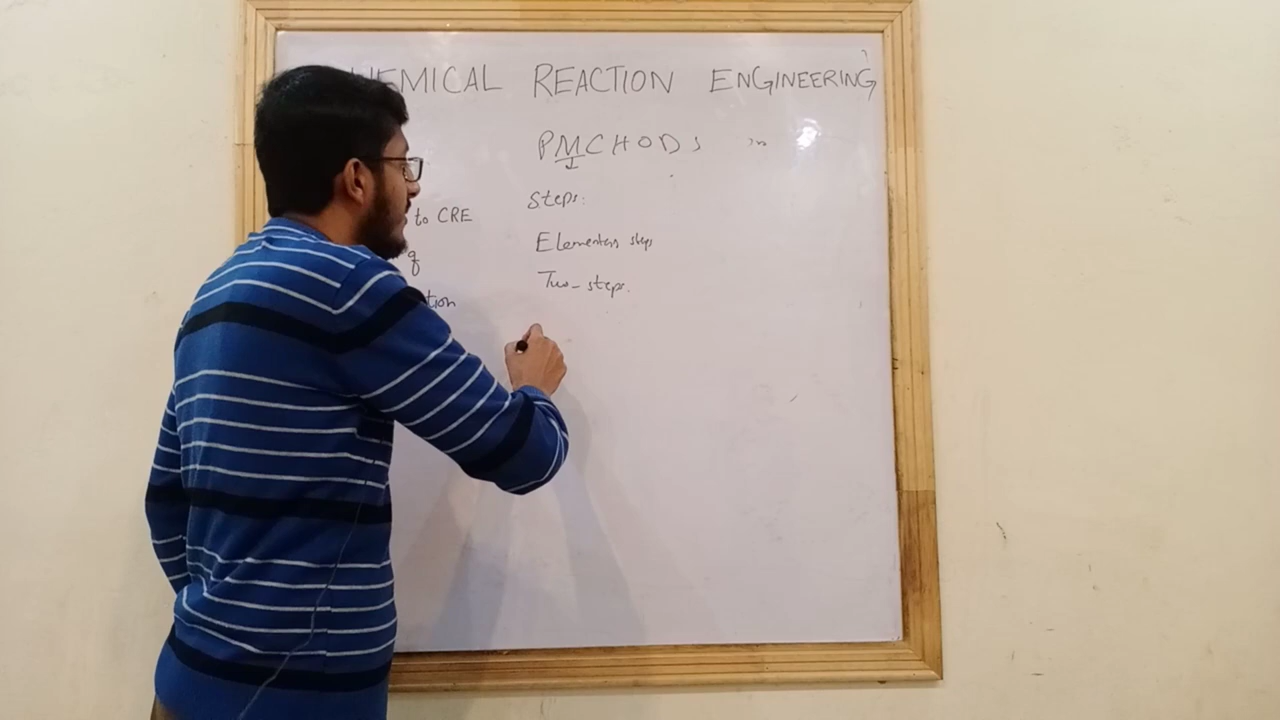 HEMICAL REACTION ENGINEERING
PMCHODS
to CRE
tion
Steps:
Elementary steps
Two-steps.